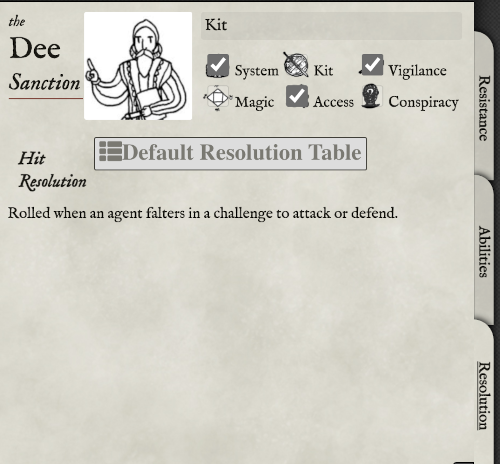 the
Dee
Sanction
Kit
System Kit Vigilance
Magic Access Conspiracy
Hit
Resolution
Default Resolution Table
Rolled when an agent falters in a challenge to attack or defend.
Resistance
Abilities
Resolution